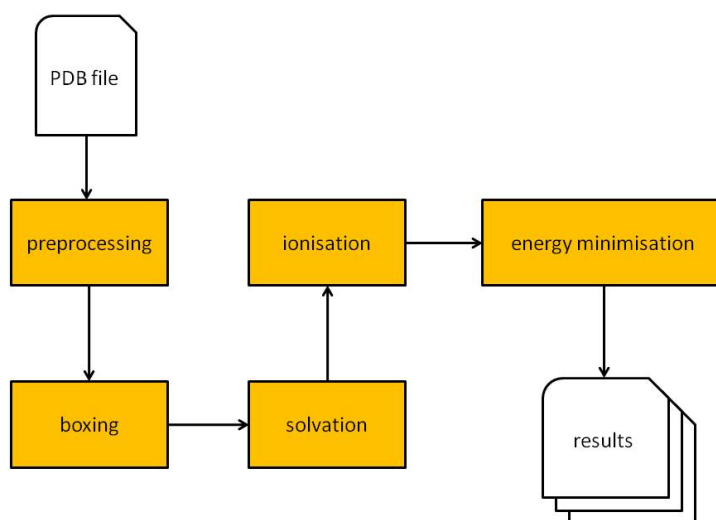 PDB file
preprocessing
boxing
solvation
ionisation
energy minimisation
results